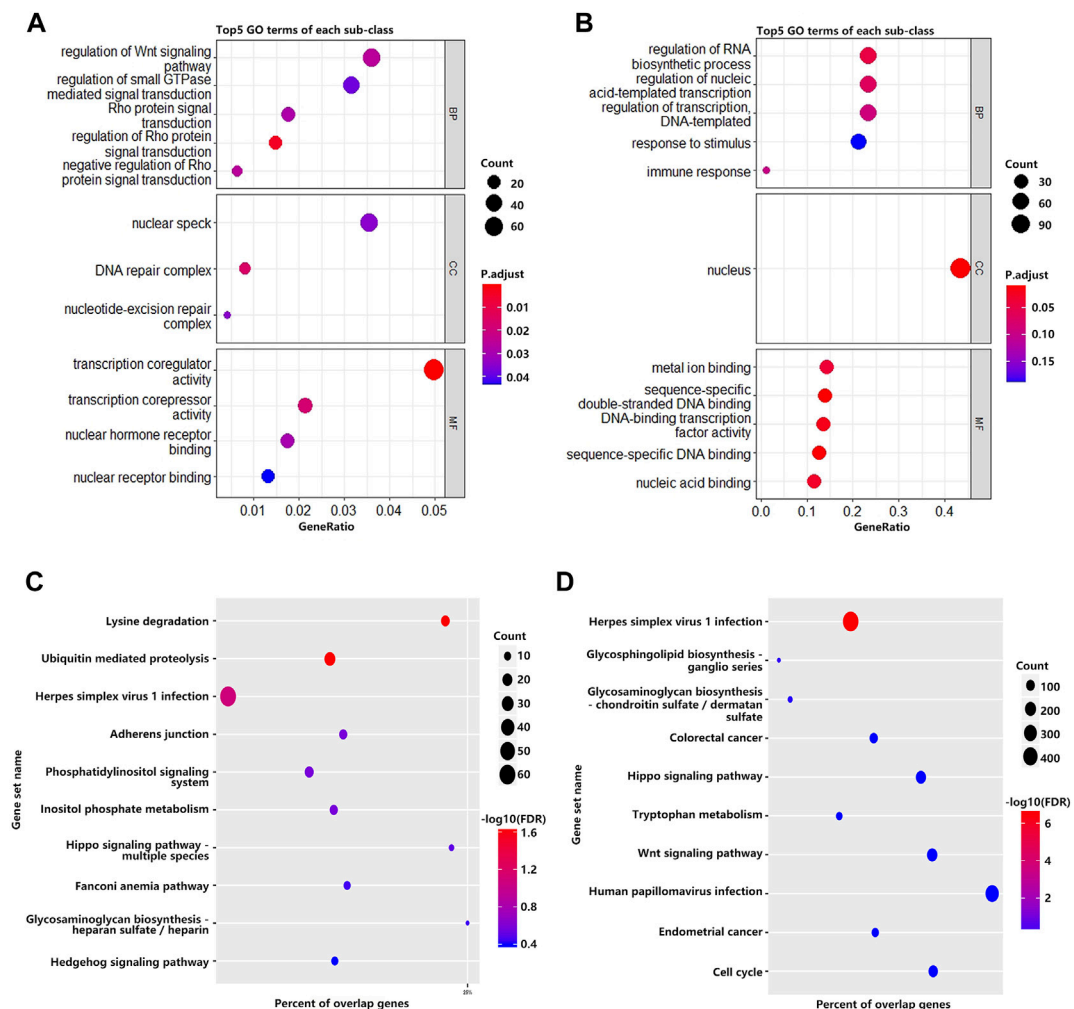 A
Top5 GO terms of each sub-class
regulation of Wnt signaling
pathway
regulation of small GTPase
mediated signal transduction
Rho protein signal
transduction
regulation of Rho protein
signal transduction
negative regulation of Rho
protein signal transduction
BP
nuclear speck
DNA repair complex
nucleotide-excision repair
complex
CC
transcription coregulator
activity
transcription corepressor
activity
nuclear hormone receptor
binding
nuclear receptor binding
MF
0.01 0.02 0.03 0.04 0.05
GeneRatio
Count
20
40
60
P.adjust
0.01
0.02
0.03
0.04
B
Top5 GO terms of each sub-class
regulation of RNA
biosynthetic process
regulation of nucleic
acid-templated transcription
regulation of transcription,
DNA-templated
response to stimulus
immune response
BP
nucleus
CC
metal ion binding
sequence-specific
double-stranded DNA binding
DNA-binding transcription
factor activity
sequence-specific DNA binding
nucleic acid binding
MF
0.0 0.1 0.2 0.3 0.4
GeneRatio
Count
30
60
90
P.adjust
0.05
0.10
0.15
C
Gene set name
Lysine degradation
Ubiquitin mediated proteolysis
Herpes simplex virus 1 infection
Adherens junction
Phosphatidylinositol signaling
system
Inositol phosphate metabolism
Hippo signaling pathway -
multiple species
Fanconi anemia pathway
Glycosaminoglycan biosynthesis -
heparan sulfate / heparin
Hedgehog signaling pathway
Percent of overlap genes
Count
10
20
30
40
50
60
-log10(FDR)
1.6
1.2
0.8
0.4
D
Gene set name
Herpes simplex virus 1 infection
Glycosphingolipid biosynthesis -
ganglio series
Glycosaminoglycan biosynthesis
- chondroitin sulfate / dermatan
sulfate
Colorectal cancer
Hippo signaling pathway
Tryptophan metabolism
Wnt signaling pathway
Human papillomavirus infection
Endometrial cancer
Cell cycle
Percent of overlap genes
Count
100
200
300
400
-log10(FDR)
6
4
2